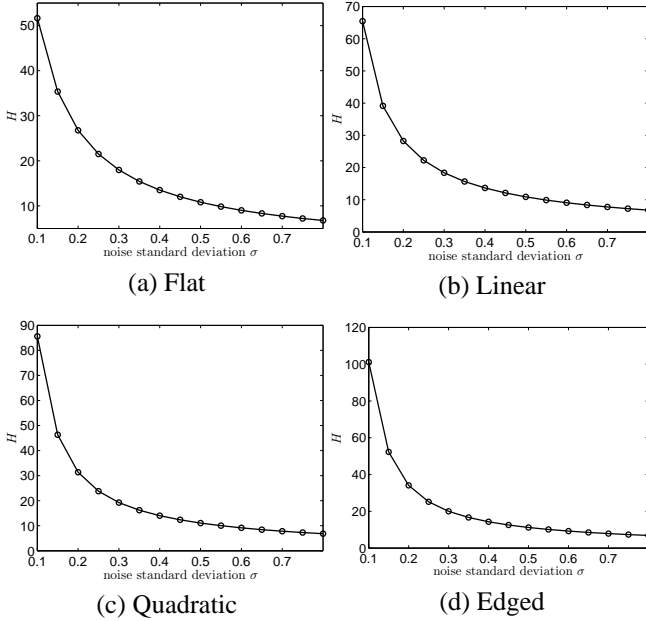 50
40
30
20
10
H
0.1 0.2 0.3 0.4 0.5 0.6 0.7
noise standard deviation σ
(a) Flat
70
60
50
40
30
20
10
0
H
0.1 0.2 0.3 0.4 0.5 0.6 0.7
noise standard deviation σ
(b) Linear
90
80
70
60
50
40
30
20
10
0
H
0.1 0.2 0.3 0.4 0.5 0.6 0.7
noise standard deviation σ
(c) Quadratic
120
100
80
60
40
20
0
H
0.1 0.2 0.3 0.4 0.5 0.6 0.7
noise standard deviation σ
(d) Edged